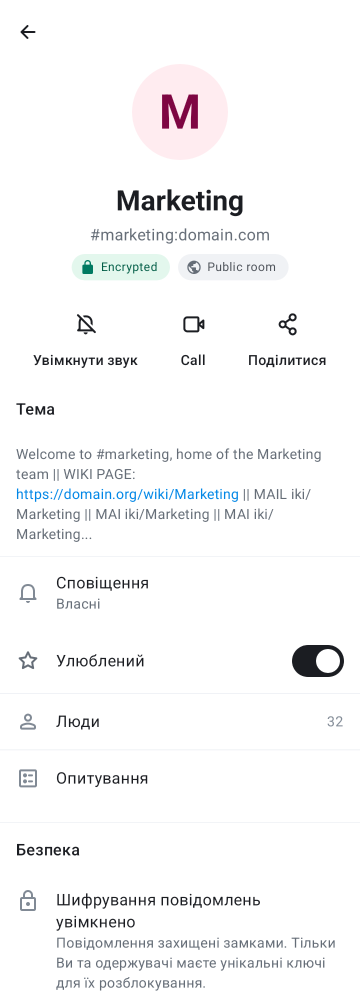 M
Marketing
#marketing:domain.com
Encrypted
Public room
Увімкнути звук
Call
Поділитися
Тема
Welcome to #marketing, home of the Marketing
team || WIKI PAGE:
https://domain.org/wiki/Marketing || MAIL iki/
Marketing || MAI iki/Marketing || MAI iki/
Marketing...
Сповіщення
Власні
Улюблений
Люди
32
Опитування
Безпека
Шифрування повідомлень
увімкнено
Повідомлення захищені замками. Тільки
Ви та одержувачі маєте унікальні ключі
для їх розблокування.